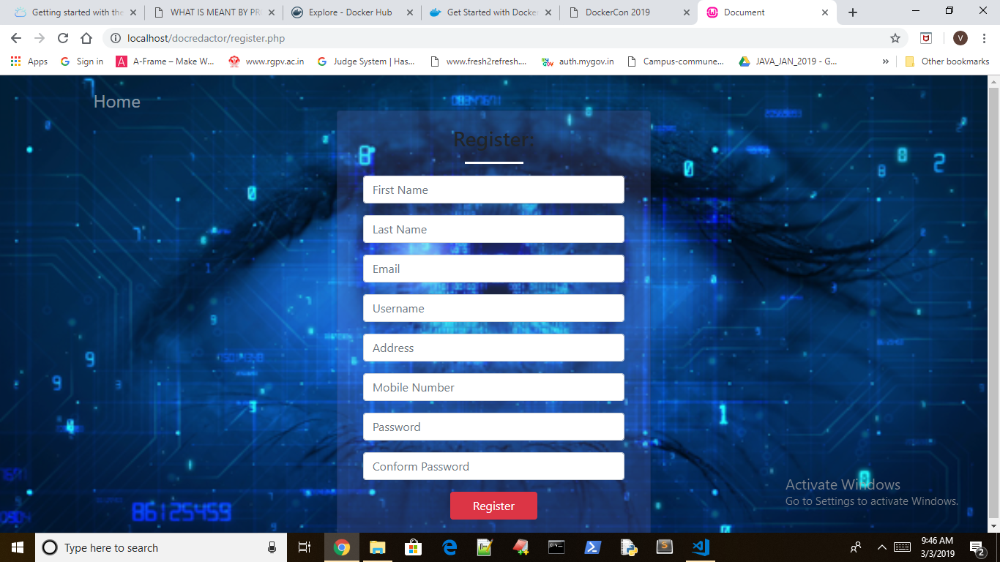 Getting started with the
WHAT IS MEANT BY PR
Explore - Docker Hub
Get Started with Docker
DockerCon 2019
Document
localhost/docredactor/register.php
V
Apps
Sign in
A-Frame – Make W...
www.rgpv.ac.in
Judge System | Has...
www.fresh2refresh....
auth.mygov.in
Campus-commune...
JAVA_JAN_2019 - G...
»
Other bookmarks
Home
Register:
First Name
Last Name
Email
Username
Address
Mobile Number
Password
Conform Password
Register
86125459
Activate Windows
Go to Settings to activate Windows.
Type here to search
9:46 AM
3/3/2019
2